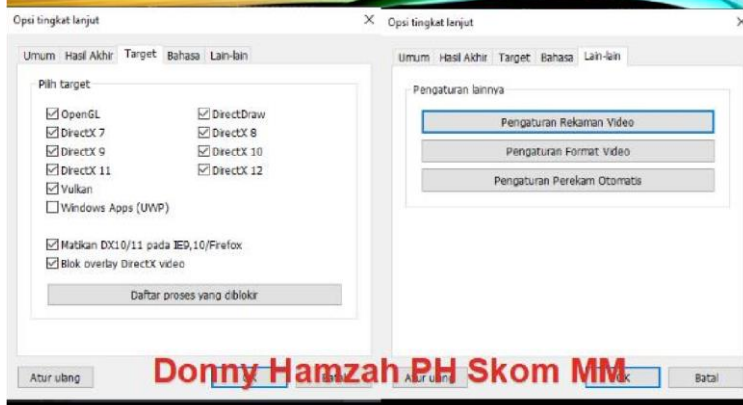 Opsi tingkat lanjut
Umum Hasil Akhir Target Bahasa Lain-lain
Pilih target
OpenGL DirectDraw
DirectX 7 DirectX 8
DirectX 9 DirectX 10
DirectX 11 DirectX 12
Vulkan
Windows Apps (UWP)
Matikan DX10/11 pada IE9,10/Firefox
Blok overlay DirectX video
Daftar proses yang diblokir
Atur ulang
Opsi tingkat lanjut
Umum Hasil Akhir Target Bahasa Lain-lain
Pengaturan lainnya
Pengaturan Rekaman Video
Pengaturan Format Video
Pengaturan Perekam Otomatis
Batal
Donny Hamzah PH Skom MM